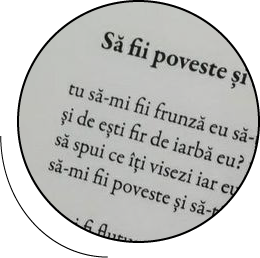 Să fii poveste și
tu să-mi fii frunză eu să-
și de ești fir de iarbă eu?
să spui ce îți visezi iar eu
să-mi fii poveste și să-